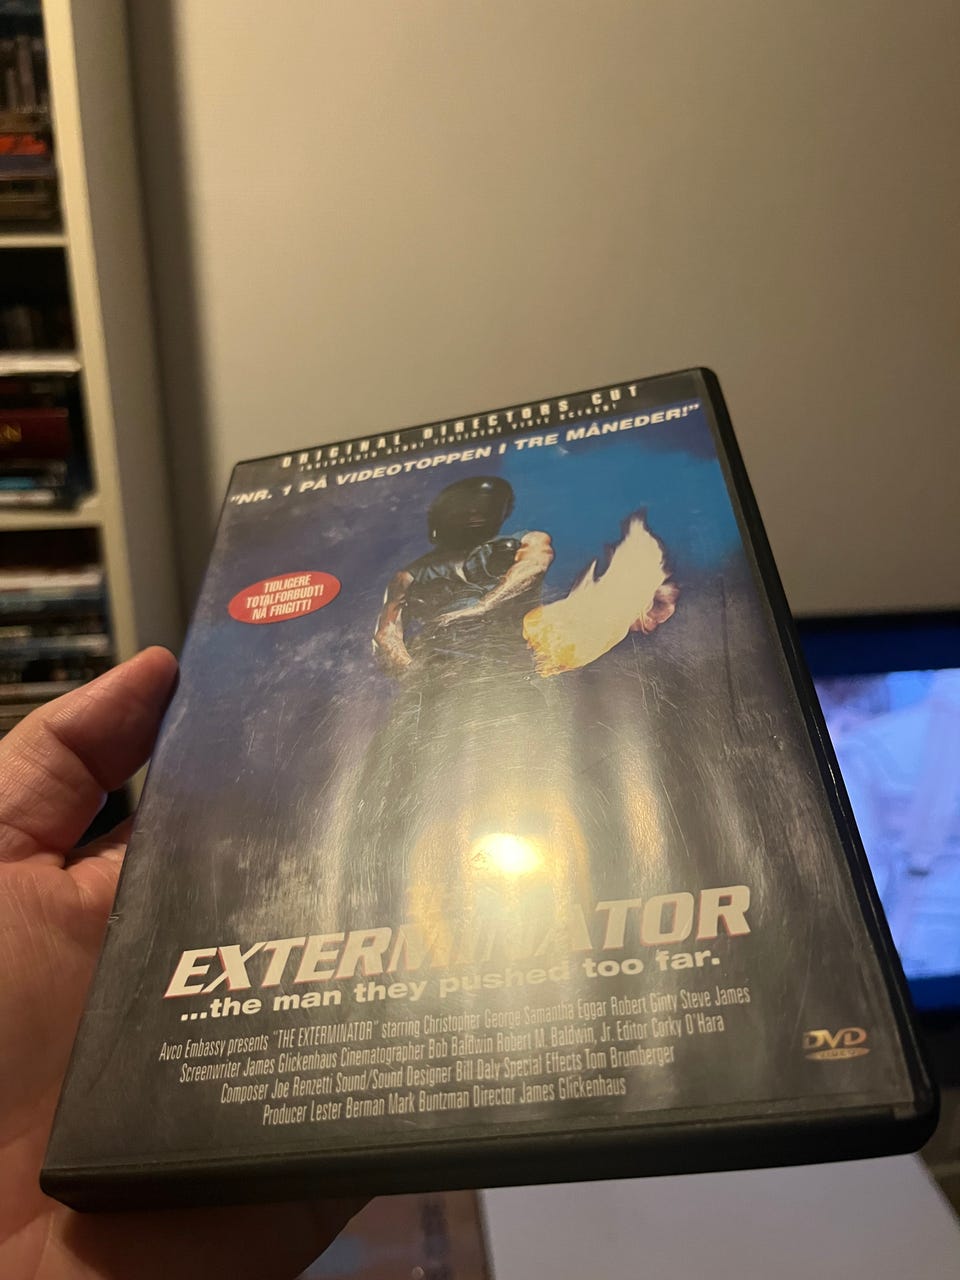 ORIGINAL DIRECTORS CUT
"NR. 1 PÅ VIDEOTOPPEN I TRE MÅNEDER!"
TIDLIGERE
TOTALFORBUDT!
NÅ FRIGITT!
EXTERMINATOR
...the man they pushed too far.
Avco Embassy presents "THE EXTERMINATOR" starring Christopher George Samantha Eggar Robert Ginty Steve James
Screenwriter James Glickenhaus Cinematographer Bob Baldwin Robert M. Baldwin, Jr. Editor Corky O'Hara
Composer Joe Renzetti Sound/Sound Designer Bill Daly Special Effects Tom Brumberger
Producer Lester Berman Mark Buntzman Director James Glickenhaus
DVD
VIDEO